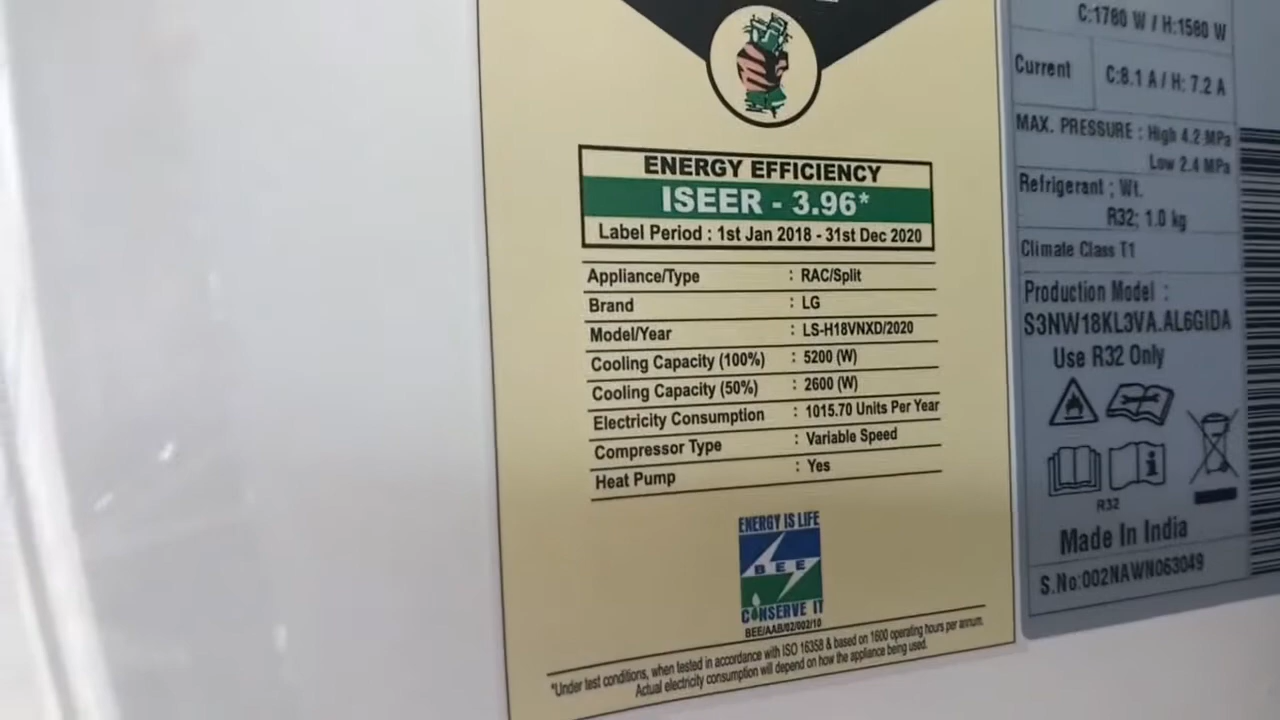 ENERGY EFFICIENCY
ISEER - 3.96*
Label Period : 1st Jan 2018 - 31st Dec 2020
Appliance/Type : RAC/Split
Brand : LG
Model/Year : LS-H18VNXD/2020
Cooling Capacity (100%) : 5200 (W)
Cooling Capacity (50%) : 2600 (W)
Electricity Consumption : 1015.70 Units Per Year
Compressor Type : Variable Speed
Heat Pump : Yes
ENERGY IS LIFE
BEE
CONSERVE IT
BEE/AAB/02/002/10
*Under test conditions, when tested in accordance with ISO 16358 & based on 1600 operating hours per annum.
Actual electricity consumption will depend on how the appliance being used.
C:1780 W / H:1580 W
Current C:8.1 A / H: 7.2 A
MAX. PRESSURE : High 4.2 MPa
Low 2.4 MPa
Refrigerant ; Wt.
R32; 1.0 kg
Climate Class T1
Production Model :
S3NW18KL3VA.AL6GIDA
Use R32 Only
R32
Made In India
S.No:002NAWN063049